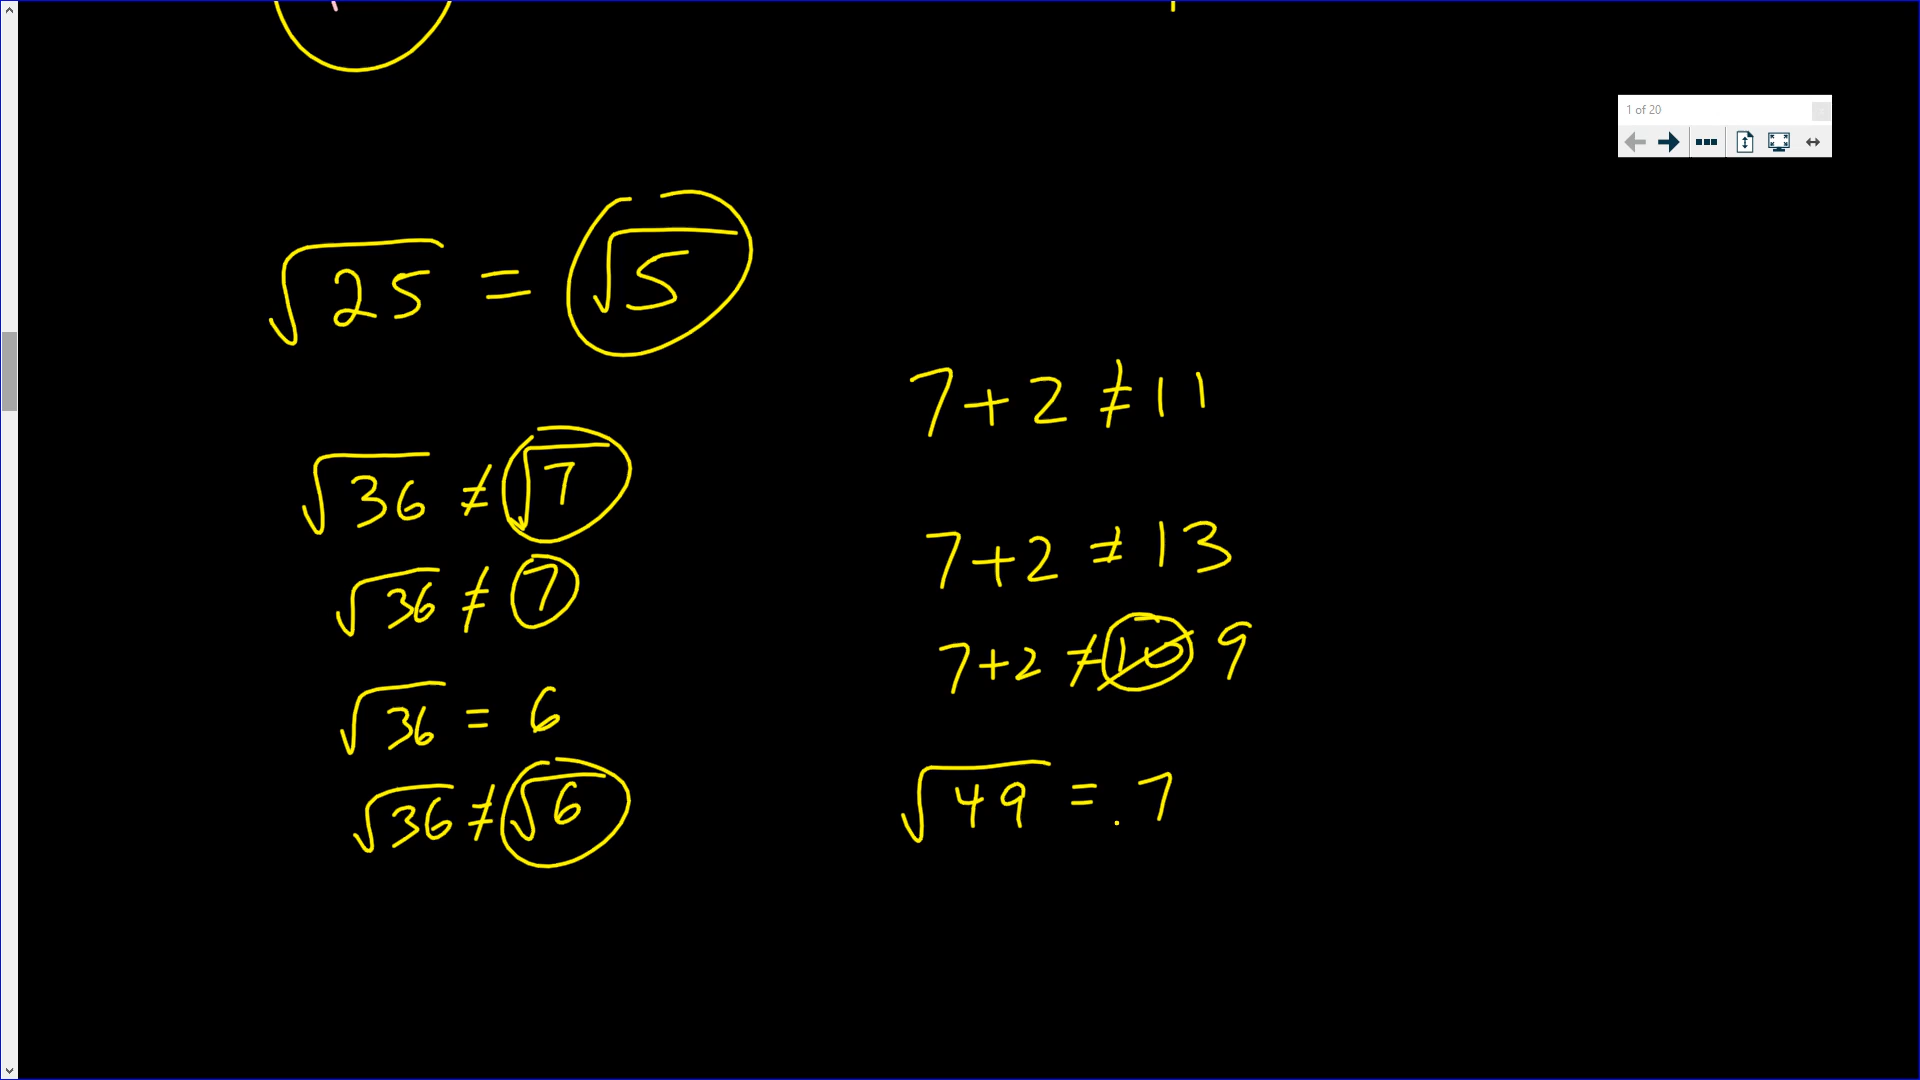 1 of 20
√25 = √5
√36 ≠ √7
√36 ≠ 7
√36 = 6
√36 ≠ √6
7+2 ≠ 11
7+2 ≠ 13
7+2 ≠ 10 9
√49 = 7